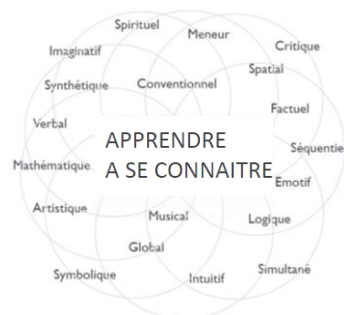 Spirituel
Meneur
Critique
Imaginatif
Spatial
Synthétique
Conventionnel
Factuel
Verbal
APPRENDRE
Séquentie
Mathématique
A SE CONNAITRE
Emotif
Artistique
Musical
Logique
Global
Symbolique
Intuitif
Simultané